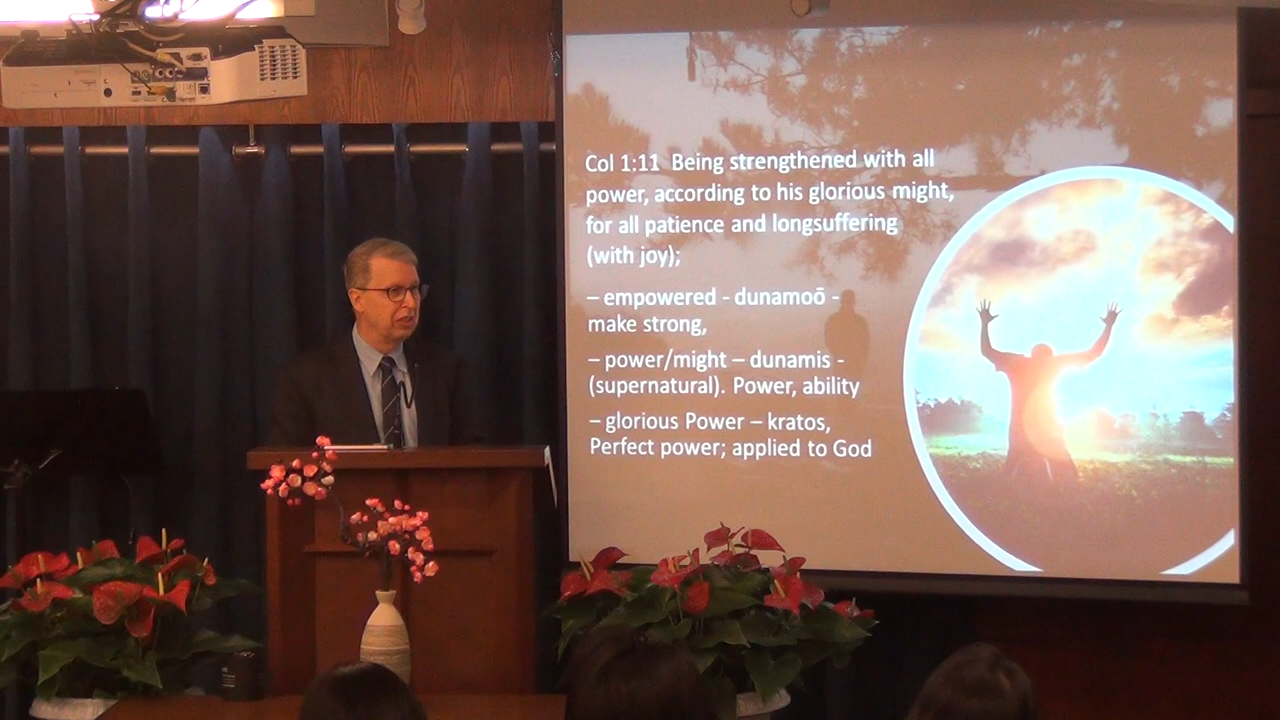 Col 1:11  Being strengthened with all
power, according to his glorious might,
for all patience and longsuffering
(with joy);
– empowered - dunamoō -
make strong,
– power/might – dunamis -
(supernatural). Power, ability
– glorious Power – kratos,
Perfect power; applied to God